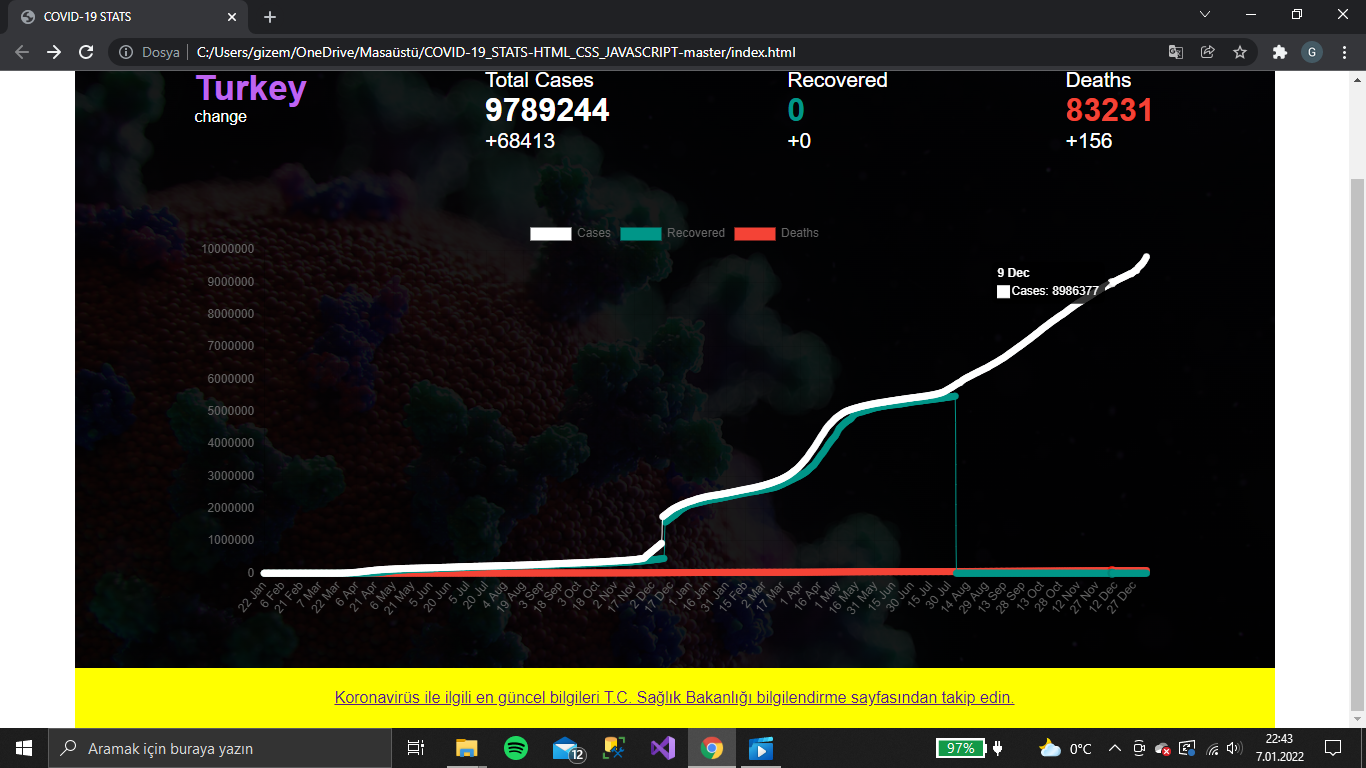 COVID-19 STATS
Dosya | C:/Users/gizem/OneDrive/Masaüstü/COVID-19_STATS-HTML_CSS_JAVASCRIPT-master/index.html
G
Turkey
change
Total Cases
9789244
+68413
Recovered
0
+0
Deaths
83231
+156
Cases Recovered Deaths
10000000
9000000
8000000
7000000
6000000
5000000
4000000
3000000
2000000
1000000
0
9 Dec
Cases: 8986377
22 Jan
6 Feb
21 Feb
7 Mar
22 Mar
6 Apr
21 Apr
6 May
21 May
5 Jun
20 Jun
5 Jul
20 Jul
4 Aug
19 Aug
3 Sep
18 Sep
3 Oct
18 Oct
2 Nov
17 Nov
2 Dec
17 Dec
1 Jan
16 Jan
31 Jan
15 Feb
2 Mar
17 Mar
1 Apr
16 Apr
1 May
16 May
31 May
15 Jun
30 Jun
15 Jul
30 Jul
14 Aug
29 Aug
13 Sep
28 Sep
13 Oct
28 Oct
12 Nov
27 Nov
12 Dec
27 Dec
Koronavirüs ile ilgili en güncel bilgileri T.C. Sağlık Bakanlığı bilgilendirme sayfasından takip edin.
Aramak için buraya yazın
12
97%
0°C
22:43
7.01.2022